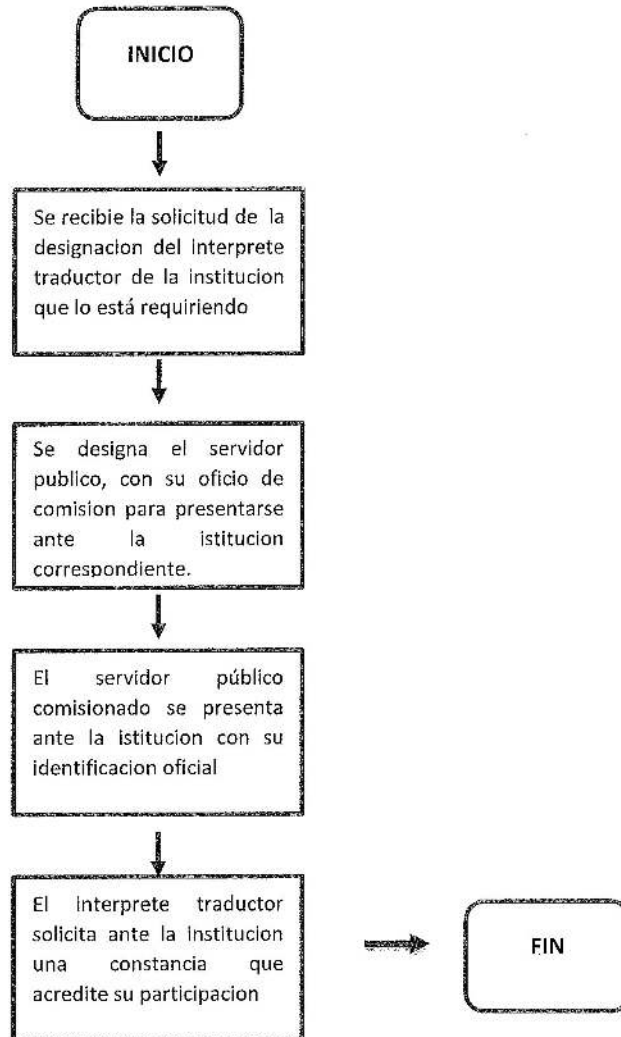 INICIO
Se recibie la solicitud de la
designacion del interprete
traductor de la institucion
que lo está requiriendo
Se designa el servidor
publico, con su oficio de
comision para presentarse
ante la istitucion
correspondiente.
El servidor público
comisionado se presenta
ante la istitucion con su
identificacion oficial
El interprete traductor
solicita ante la institucion
una constancia que
acredite su participacion
FIN